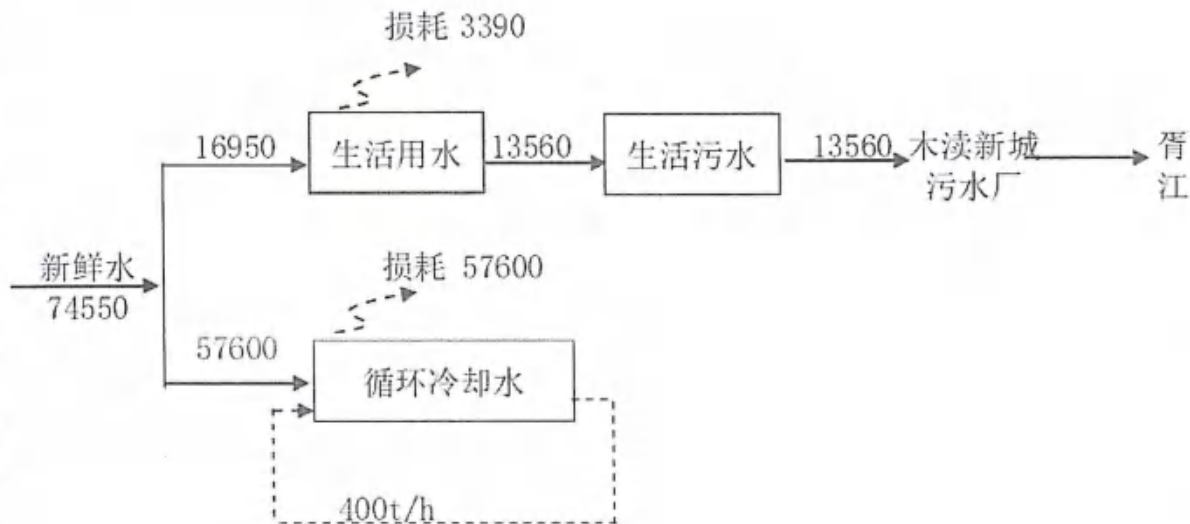 损耗 3390
16950
生活用水
13560
生活污水
13560
木渎新城
污水厂
胥
江
新鲜水
74550
损耗 57600
57600
循环冷却水
400t/h